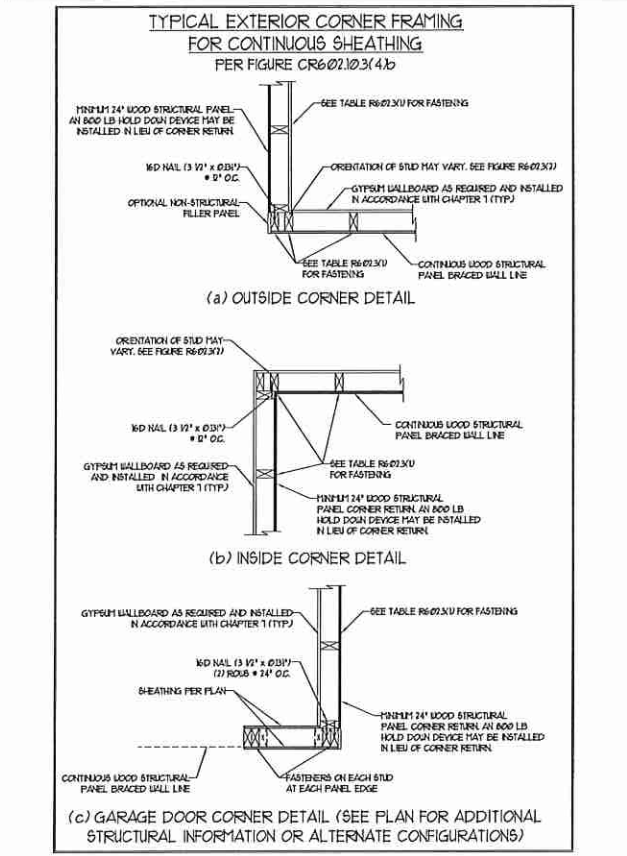 TYPICAL EXTERIOR CORNER FRAMING
FOR CONTINUOUS SHEATHING
PER FIGURE CR602.10.3(4)b
MINIMUM 24" WOOD STRUCTURAL PANEL
AN 800 LB HOLD DOWN DEVICE MAY BE
INSTALLED IN LIEU OF CORNER RETURN.
SEE TABLE R602.3(1) FOR FASTENING
16D NAIL (3 1/2" x 0.131")
@ 12" O.C.
ORIENTATION OF STUD MAY VARY. SEE FIGURE R602.3(2)
OPTIONAL NON-STRUCTURAL
FILLER PANEL
GYPSUM WALLBOARD AS REQUIRED AND INSTALLED
IN ACCORDANCE WITH CHAPTER 7 (TYP.)
SEE TABLE R602.3(1)
FOR FASTENING
CONTINUOUS WOOD STRUCTURAL
PANEL BRACED WALL LINE
(a) OUTSIDE CORNER DETAIL
ORIENTATION OF STUD MAY
VARY. SEE FIGURE R602.3(2)
16D NAIL (3 1/2" x 0.131")
@ 12" O.C.
CONTINUOUS WOOD STRUCTURAL
PANEL BRACED WALL LINE
GYPSUM WALLBOARD AS REQUIRED
AND INSTALLED IN ACCORDANCE
WITH CHAPTER 7 (TYP.)
SEE TABLE R602.3(1)
FOR FASTENING
MINIMUM 24" WOOD STRUCTURAL
PANEL CORNER RETURN. AN 800 LB
HOLD DOWN DEVICE MAY BE INSTALLED
IN LIEU OF CORNER RETURN.
(b) INSIDE CORNER DETAIL
GYPSUM WALLBOARD AS REQUIRED AND INSTALLED
IN ACCORDANCE WITH CHAPTER 7 (TYP.)
SEE TABLE R602.3(1) FOR FASTENING
16D NAIL (3 1/2" x 0.131")
(2) ROWS @ 24" O.C.
SHEATHING PER PLAN
MINIMUM 24" WOOD STRUCTURAL
PANEL CORNER RETURN. AN 800 LB
HOLD DOWN DEVICE MAY BE INSTALLED
IN LIEU OF CORNER RETURN.
CONTINUOUS WOOD STRUCTURAL
PANEL BRACED WALL LINE
FASTENERS ON EACH STUD
AT EACH PANEL EDGE
(c) GARAGE DOOR CORNER DETAIL (SEE PLAN FOR ADDITIONAL
STRUCTURAL INFORMATION OR ALTERNATE CONFIGURATIONS)